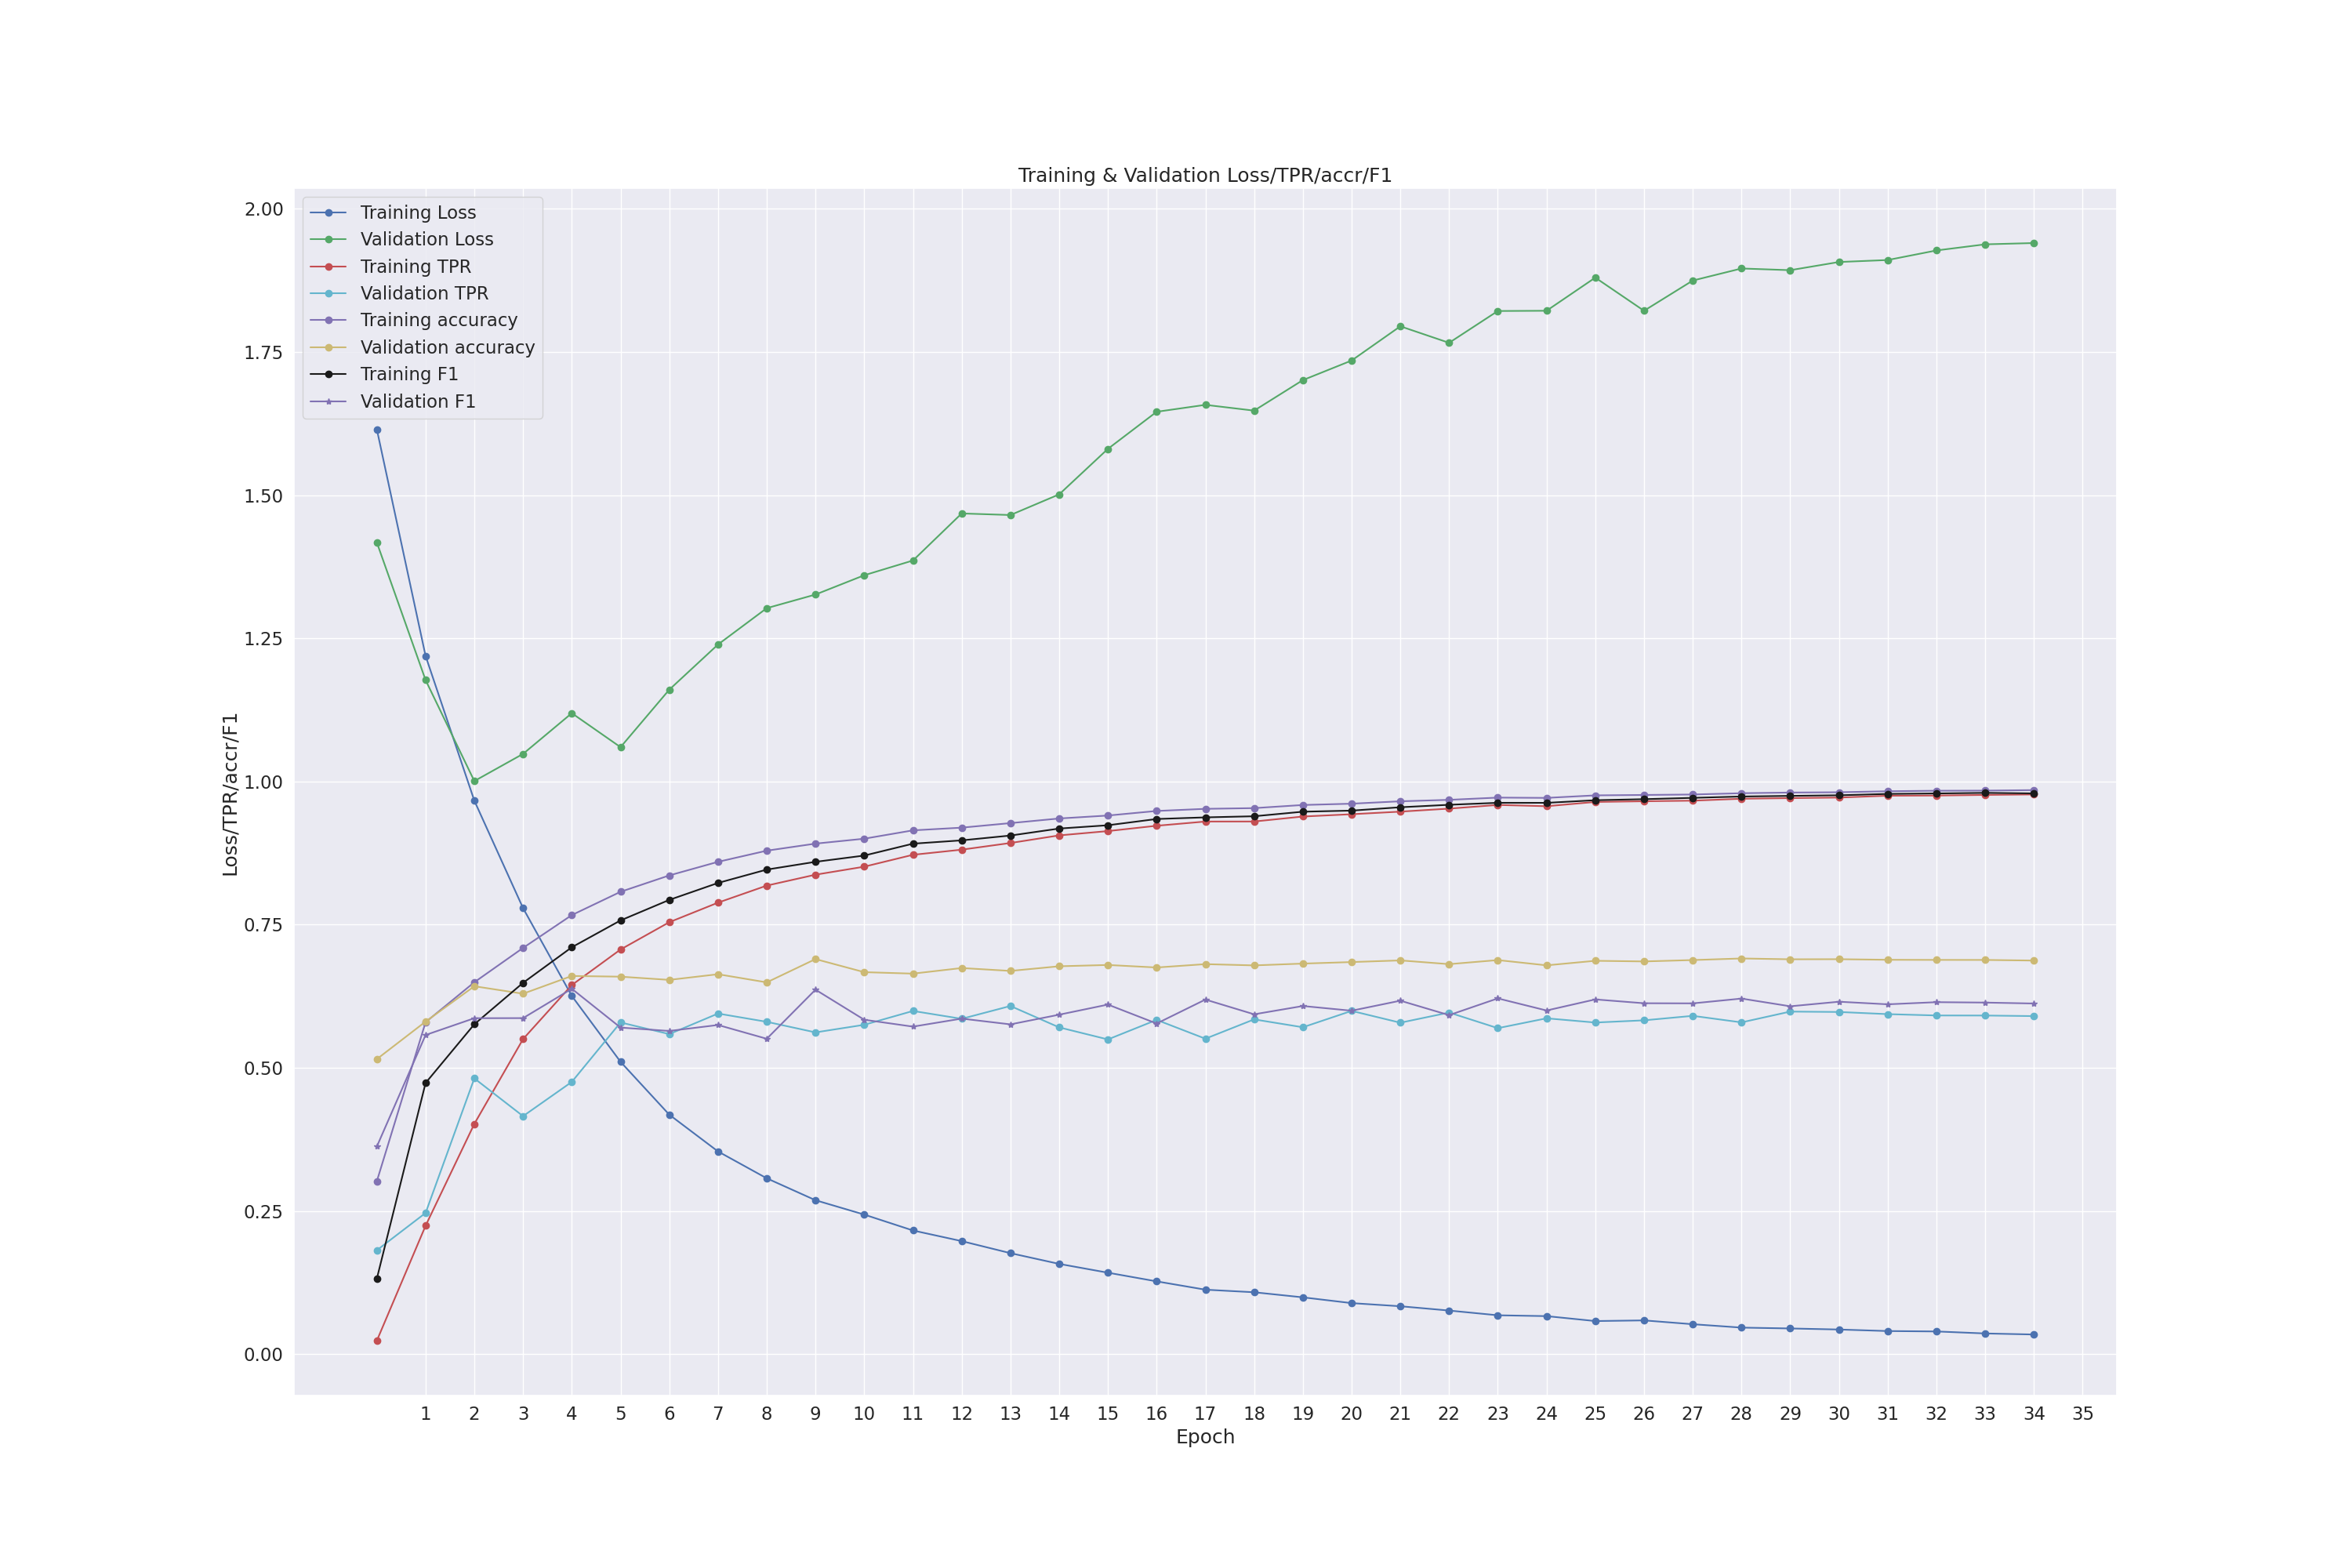 Training & Validation Loss/TPR/accr/F1
2.00
1.75
1.50
1.25
1.00
0.75
0.50
0.25
0.00
Loss/TPR/accr/F1
Training Loss
Validation Loss
Training TPR
Validation TPR
Training accuracy
Validation accuracy
Training F1
Validation F1
1 2 3 4 5 6 7 8 9 10 11 12 13 14 15 16 17 18 19 20 21 22 23 24 25 26 27 28 29 30 31 32 33 34 35
Epoch